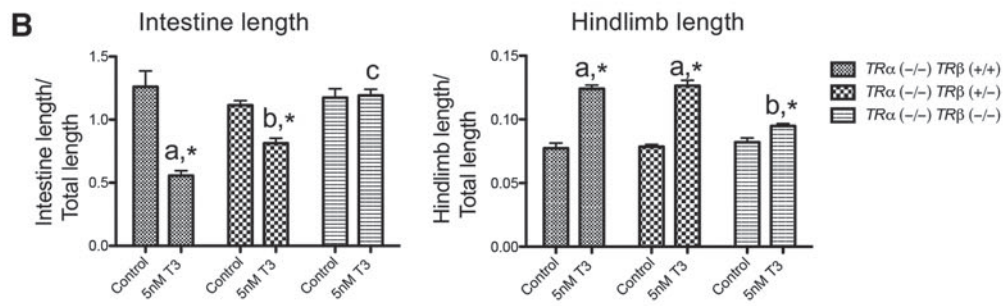 B
Intestine length
Intestine length/
Total length
1.5
1.0
0.5
0.0
a,*
b,*
c
Control
5nM T3
Control
5nM T3
Control
5nM T3
Hindlimb length
Hindlimb length/
Total length
0.15
0.10
0.05
0.00
a,*
a,*
b,*
Control
5nM T3
Control
5nM T3
Control
5nM T3
TRα (−/−) TRβ (+/+)
TRα (−/−) TRβ (+/−)
TRα (−/−) TRβ (−/−)